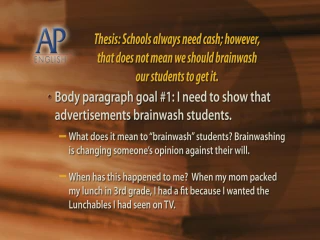 AP
ENGLISH
Thesis: Schools always need cash; however,
that does not mean we should brainwash
our students to get it.
• Body paragraph goal #1: I need to show that
advertisements brainwash students.
– What does it mean to “brainwash” students? Brainwashing
is changing someone’s opinion against their will.
– When has this happened to me? When my mom packed
my lunch in 3rd grade, I had a fit because I wanted the
Lunchables I had seen on TV.